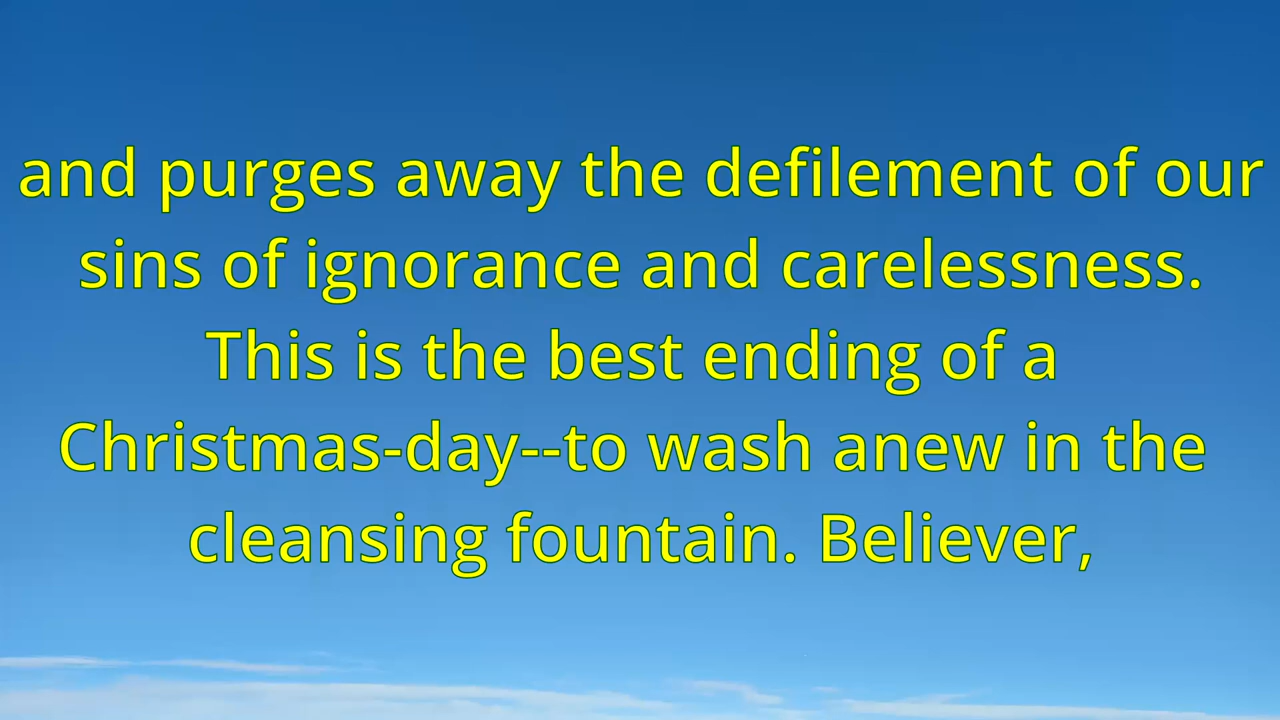 and purges away the defilement of our
sins of ignorance and carelessness.
This is the best ending of a
Christmas-day--to wash anew in the
cleansing fountain. Believer,